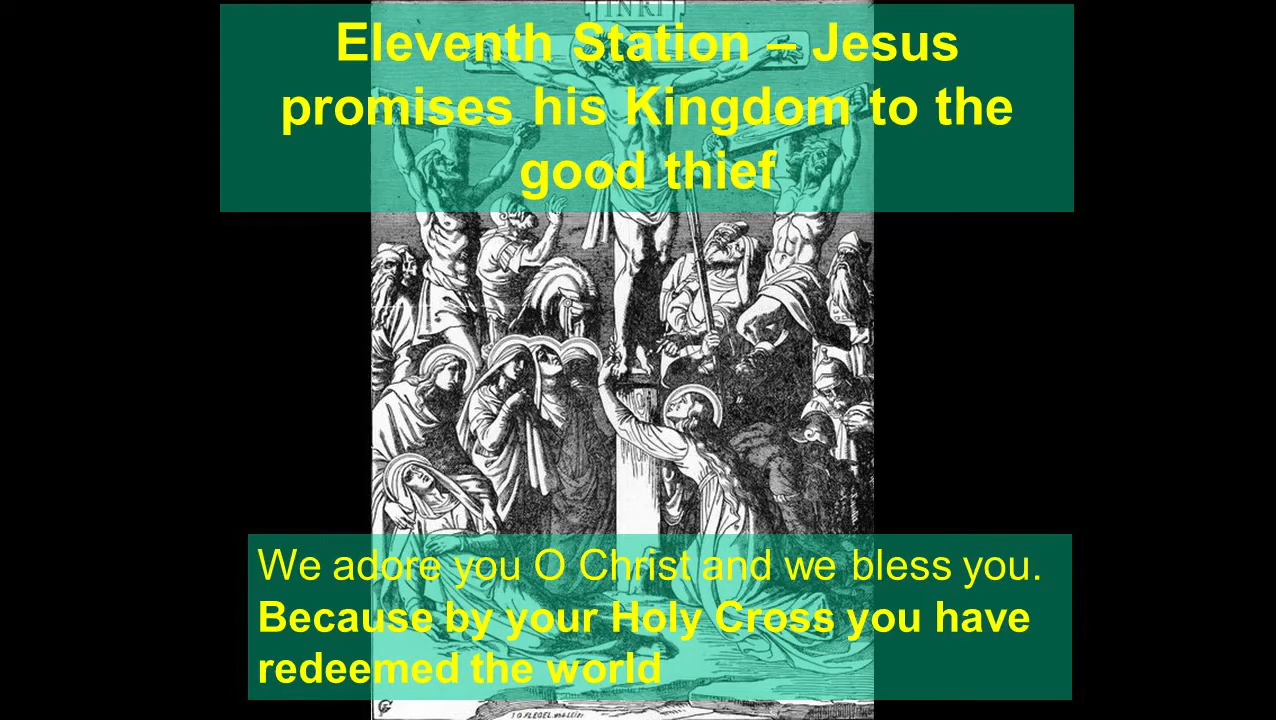 INRI
Eleventh Station – Jesus
promises his Kingdom to the
good thief
We adore you O Christ and we bless you.
Because by your Holy Cross you have
redeemed the world